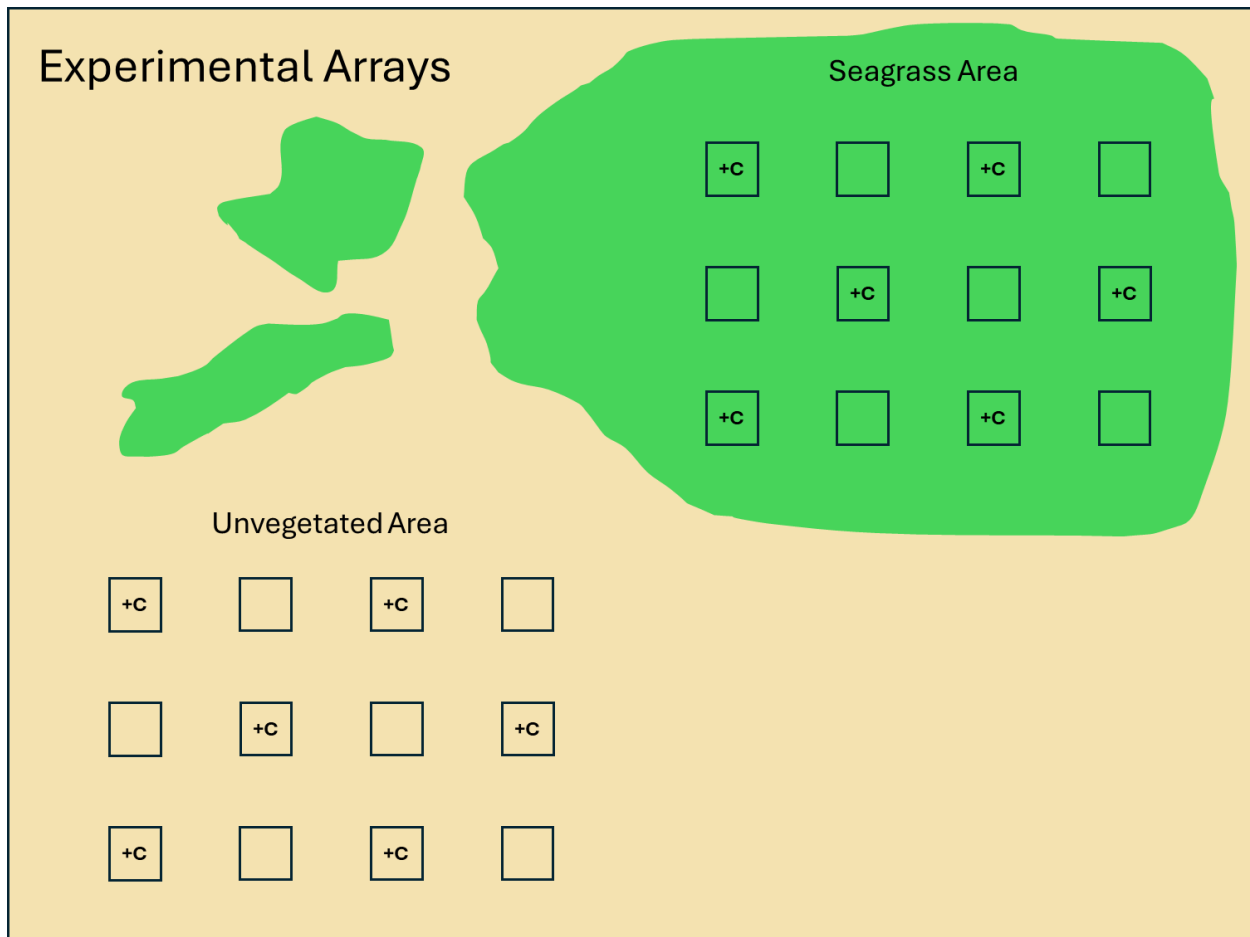 Experimental Arrays
Seagrass Area
+C +C
+C +C
+C +C
Unvegetated Area
+C +C
+C +C
+C +C